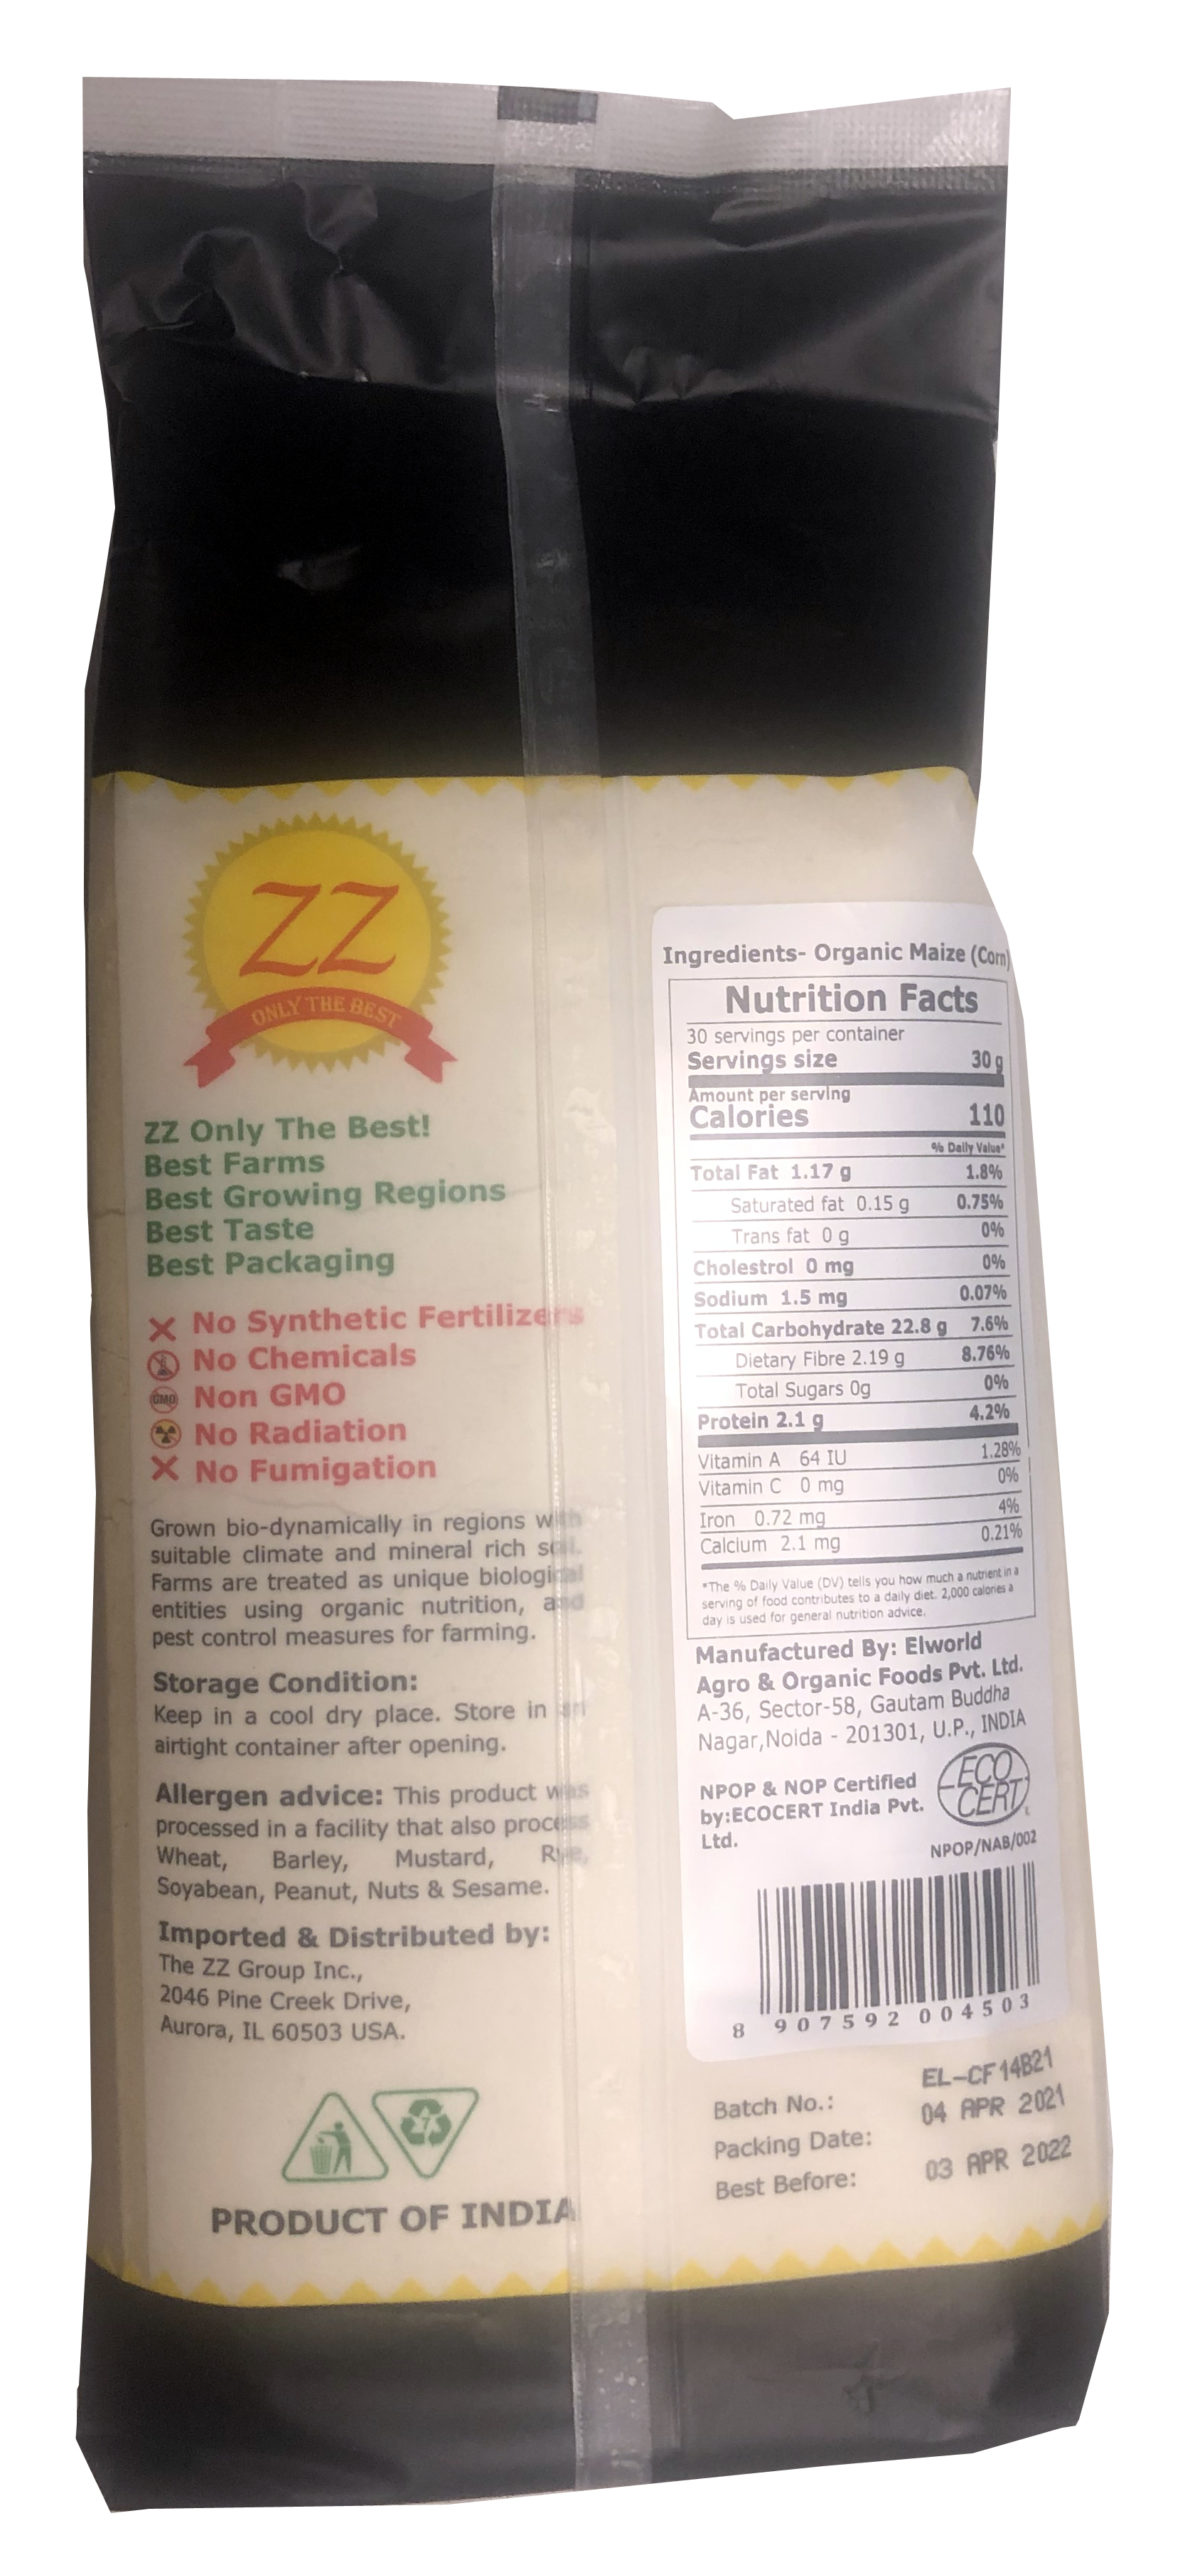 ZZ
ONLY THE BEST
ZZ Only The Best!
Best Farms
Best Growing Regions
Best Taste
Best Packaging
No Synthetic Fertilizers
No Chemicals
GMO Non GMO
No Radiation
No Fumigation
Grown bio-dynamically in regions with
suitable climate and mineral rich soil.
Farms are treated as unique biological
entities using organic nutrition, and
pest control measures for farming.
Storage Condition:
Keep in a cool dry place. Store in an
airtight container after opening.
Allergen advice: This product was
processed in a facility that also process
Wheat, Barley, Mustard, Rye,
Soyabean, Peanut, Nuts & Sesame.
Imported & Distributed by:
The ZZ Group Inc.,
2046 Pine Creek Drive,
Aurora, IL 60503 USA.
7
PRODUCT OF INDIA
Ingredients- Organic Maize (Corn)
Nutrition Facts
30 servings per container
Servings size 30 g
Amount per serving
Calories 110
% Daily Value*
Total Fat 1.17 g 1.8%
Saturated fat 0.15 g 0.75%
Trans fat 0 g 0%
Cholestrol 0 mg 0%
Sodium 1.5 mg 0.07%
Total Carbohydrate 22.8 g 7.6%
Dietary Fibre 2.19 g 8.76%
Total Sugars 0g 0%
Protein 2.1 g 4.2%
Vitamin A 64 IU 1.28%
Vitamin C 0 mg 0%
Iron 0.72 mg 4%
Calcium 2.1 mg 0.21%
*The % Daily Value (DV) tells you how much a nutrient in a
serving of food contributes to a daily diet. 2,000 calories a
day is used for general nutrition advice.
Manufactured By: Elworld
Agro & Organic Foods Pvt. Ltd.
A-36, Sector-58, Gautam Buddha
Nagar,Noida - 201301, U.P., INDIA
NPOP & NOP Certified
by:ECOCERT India Pvt.
Ltd.
ECO
CERT
NPOP/NAB/002
8 907592 004503
Batch No.: EL-CF14B21
Packing Date: 04 APR 2021
Best Before: 03 APR 2022